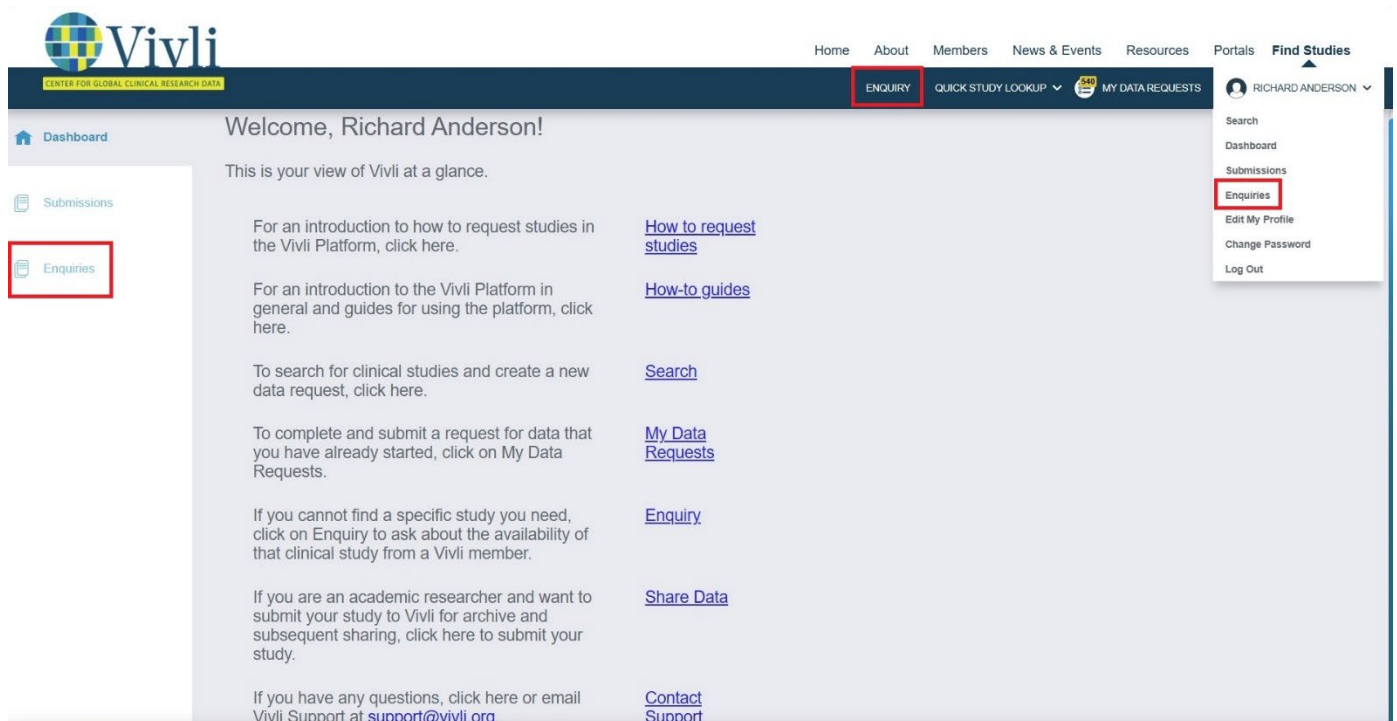 Vivli
CENTER FOR GLOBAL CLINICAL RESEARCH DATA
Home About Members News & Events Resources Portals Find Studies
ENQUIRY QUICK STUDY LOOKUP 540 MY DATA REQUESTS RICHARD ANDERSON
Search
Dashboard
Submissions
Enquiries
Edit My Profile
Change Password
Log Out
Dashboard
Submissions
Enquiries
Welcome, Richard Anderson!
This is your view of Vivli at a glance.
For an introduction to how to request studies in
the Vivli Platform, click here.
How to request
studies
For an introduction to the Vivli Platform in
general and guides for using the platform, click
here.
How-to guides
To search for clinical studies and create a new
data request, click here.
Search
To complete and submit a request for data that
you have already started, click on My Data
Requests.
My Data
Requests
If you cannot find a specific study you need,
click on Enquiry to ask about the availability of
that clinical study from a Vivli member.
Enquiry
If you are an academic researcher and want to
submit your study to Vivli for archive and
subsequent sharing, click here to submit your
study.
Share Data
If you have any questions, click here or email
Vivli Support at support@vivli.org
Contact
Support